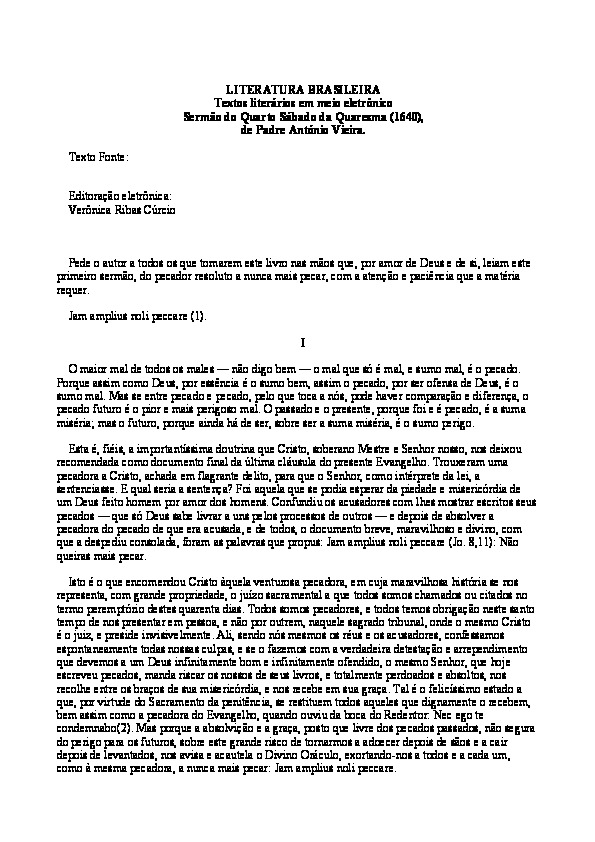 LITERATURA BRASILEIRA
Textos literários em meio eletrônico
Sermão do Quarto Sábado da Quaresma (1640),
de Padre António Vieira.
Texto Fonte:
Editoração eletrônica:
Verônica Ribas Cúrcio
Pede o autor a todos os que tomarem este livro nas mãos que, por amor de Deus e de si, leiam este
primeiro sermão, do pecador resoluto a nunca mais pecar, com a atenção e paciência que a matéria
requer.
Jam amplius noli peccare (1).
I
O maior mal de todos os males — não digo bem — o mal que só é mal, e sumo mal, é o pecado.
Porque assim como Deus, por essência é o sumo bem, assim o pecado, por ser ofensa de Deus, é o
sumo mal. Mas se entre pecado e pecado, pelo que toca a nós, pode haver comparação e diferença, o
pecado futuro é o pior e mais perigoso mal. O passado e o presente, porque foi e é pecado, é a suma
miséria; mas o futuro, porque ainda há de ser, sobre ser a suma miséria, é o sumo perigo.
Esta é, fiéis, a importantíssima doutrina que Cristo, soberano Mestre e Senhor nosso, nos deixou
recomendada como documento final da última cláusula do presente Evangelho. Trouxeram uma
pecadora a Cristo, achada em flagrante delito, para que o Senhor, como intérprete da lei, a
sentenciasse. E qual seria a sentença? Foi aquela que se podia esperar da piedade e misericórdia de
um Deus feito homem por amor dos homens. Confundiu os acusadores com lhes mostrar escritos seus
pecados — que só Deus sabe livrar a uns pelos processos de outros — e depois de absolver a
pecadora do pecado de que era acusada, e de todos, o documento breve, maravilhoso e divino, com
que a despediu consolada, foram as palavras que propus: Jam amplius noli peccare (Jo. 8,11): Não
queiras mais pecar.
Isto é o que encomendou Cristo àquela venturosa pecadora, em cuja maravilhosa história se nos
representa, com grande propriedade, o juízo sacramental a que todos somos chamados ou citados no
termo peremptório destes quarenta dias. Todos somos pecadores, e todos temos obrigação neste santo
tempo de nos presentar em pessoa, e não por outrem, naquele sagrado tribunal, onde o mesmo Cristo
é o juiz, e preside invisivelmente. Ali, sendo nós mesmos os réus e os acusadores, confessamos
espontaneamente todas nossas culpas, e se o fazemos com a verdadeira detestação e arrependimento
que devemos a um Deus infinitamente bom e infinitamente ofendido, o mesmo Senhor, que hoje
escreveu pecados, manda riscar os nossos de seus livros, e totalmente perdoados e absoltos, nos
recolhe entre os braços de sua misericórdia, e nos recebe em sua graça. Tal é o felicíssimo estado a
que, por virtude do Sacramento da penitência, se restituem todos aqueles que dignamente o recebem,
bem assim como a pecadora do Evangelho, quando ouviu da boca do Redentor: Nec ego te
condemnabo(2). Mas porque a absolvição e a graça, posto que livre dos pecados passados, não segura
do perigo para os futuros, sobre este grande risco de tornarmos a adoecer depois de sãos e a cair
depois de levantados, nos avisa e acautela o Divino Oráculo, exortando-nos a todos e a cada um,
como à mesma pecadora, a nunca mais pecar: Jam amplius noli peccare.